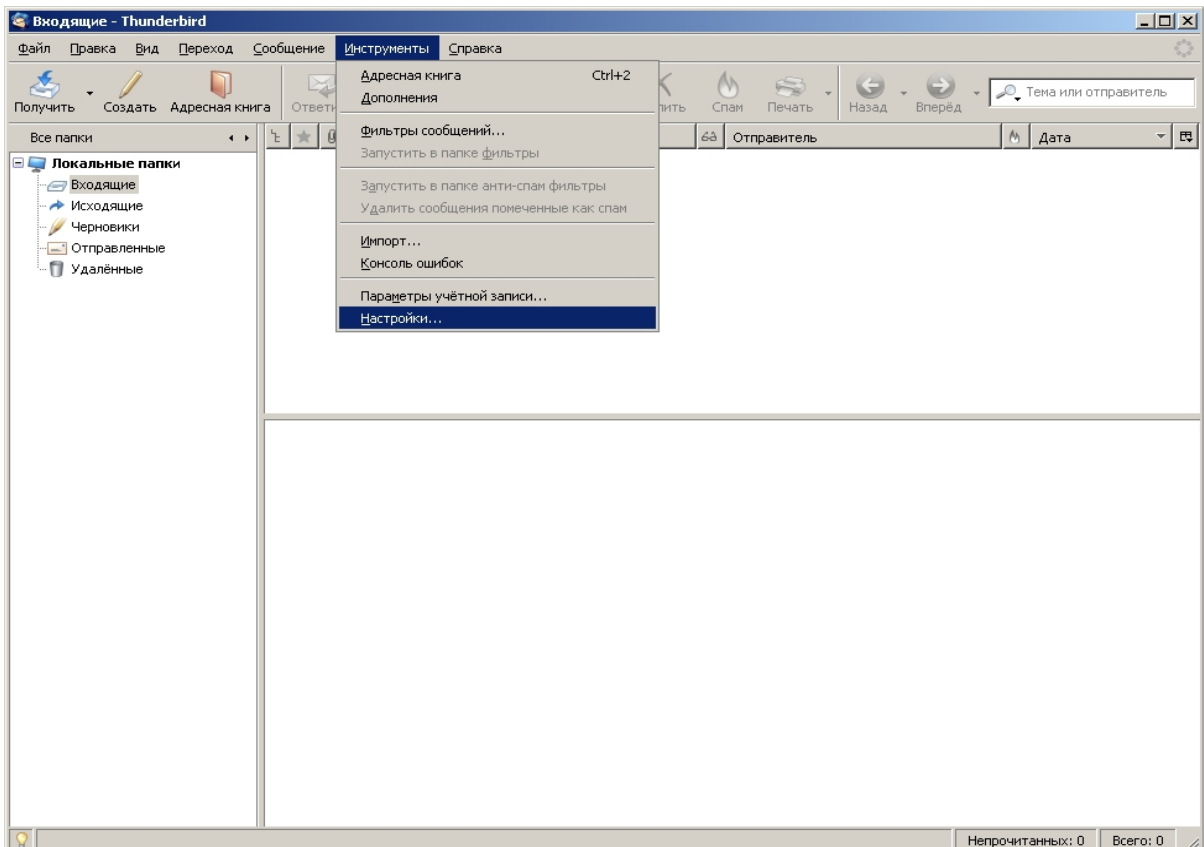 Входящие - Thunderbird
Файл Правка Вид Переход Сообщение Инструменты Справка
Получить Создать Адресная книга Спам Печать Назад Вперёд Тема или отправитель
Адресная книга Ctrl+2
Дополнения
Фильтры сообщений...
Запустить в папке фильтры
Запустить в папке анти-спам фильтры
Удалить сообщения помеченные как спам
Импорт...
Консоль ошибок
Параметры учётной записи...
Настройки...
Все папки Отправитель Дата
Локальные папки
Входящие
Исходящие
Черновики
Отправленные
Удалённые
Непрочитанных: 0 Всего: 0